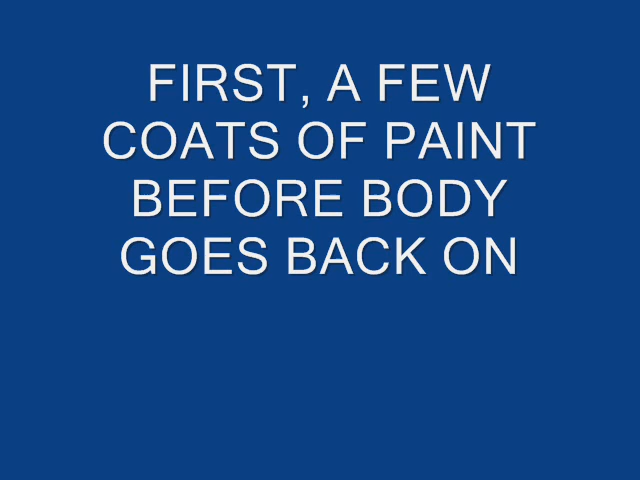 FIRST, A FEW
COATS OF PAINT
BEFORE BODY
GOES BACK ON